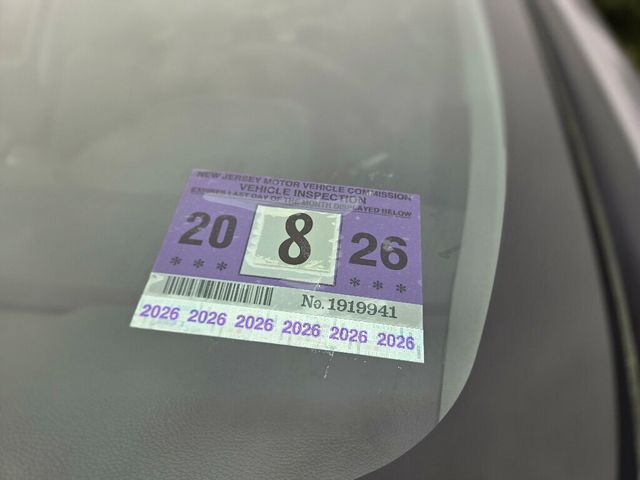 NEW JERSEY MOTOR VEHICLE COMMISSION
VEHICLE INSPECTION
EXPIRES LAST DAY OF THE MONTH DISPLAYED BELOW
20 8 26
* * * * * *
No. 1919941
2026 2026 2026 2026 2026 2026